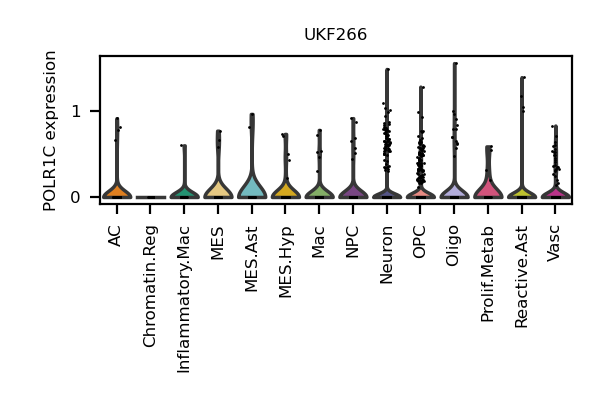 UKF266
POLR1C expression
1
0
AC
Chromatin.Reg
Inflammatory.Mac
MES
MES.Ast
MES.Hyp
Mac
NPC
Neuron
OPC
Oligo
Prolif.Metab
Reactive.Ast
Vasc